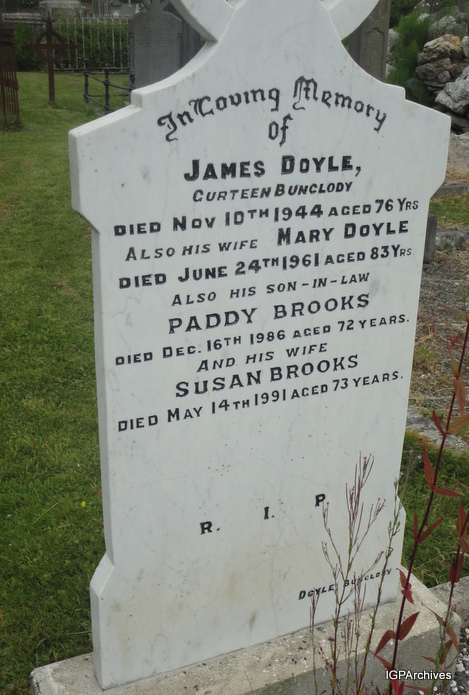 In Loving Memory
of
JAMES DOYLE,
CURTEEN BUNCLODY
DIED NOV 10TH 1944 AGED 76 YRS
ALSO HIS WIFE MARY DOYLE
DIED JUNE 24TH 1961 AGED 83 YRS
ALSO HIS SON-IN-LAW
PADDY BROOKS
DIED DEC. 16TH 1986 AGED 72 YEARS.
AND HIS WIFE
SUSAN BROOKS
DIED MAY 14TH 1991 AGED 73 YEARS.
R. I. P.
DOYLE, BUNCLODY
IGPArchives